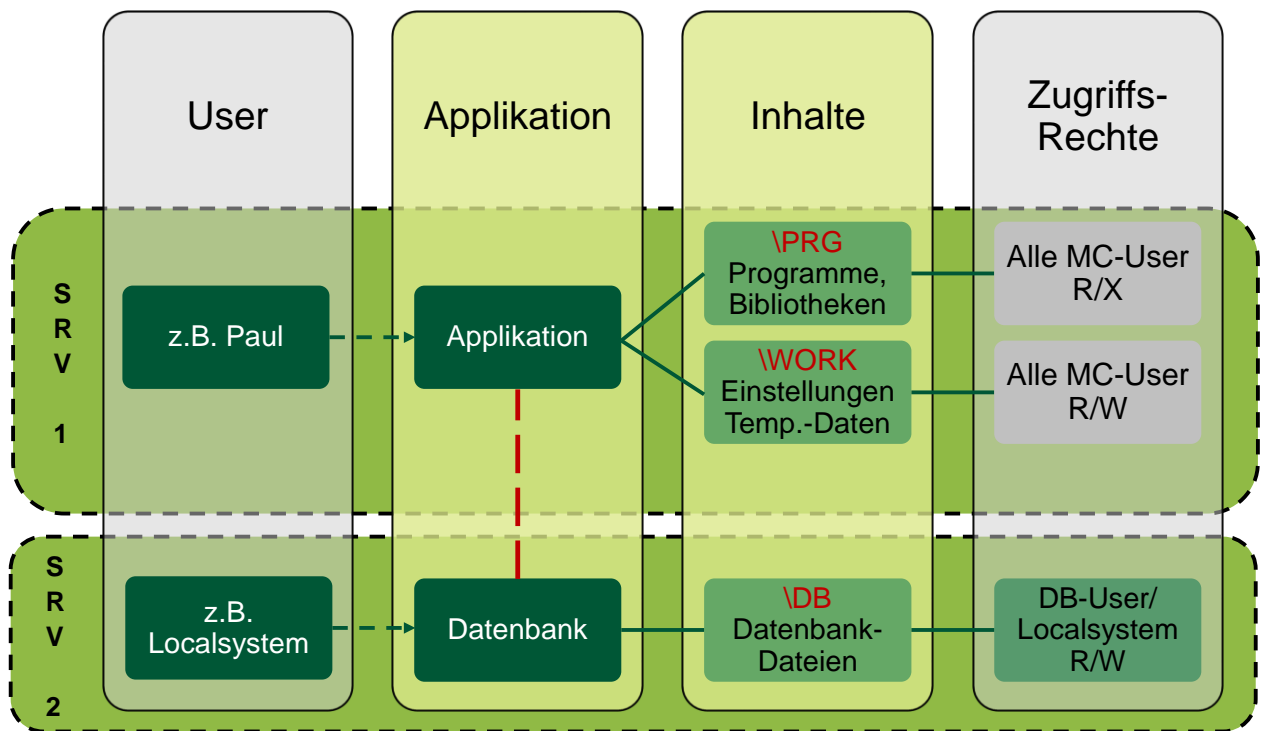 User
Applikation
Inhalte
Zugriffs-
Rechte
S
R
V
1
z.B. Paul
Applikation
\PRG
Programme,
Bibliotheken
Alle MC-User
R/X
\WORK
Einstellungen
Temp.-Daten
Alle MC-User
R/W
S
R
V
2
z.B.
Localsystem
Datenbank
\DB
Datenbank-
Dateien
DB-User/
Localsystem
R/W